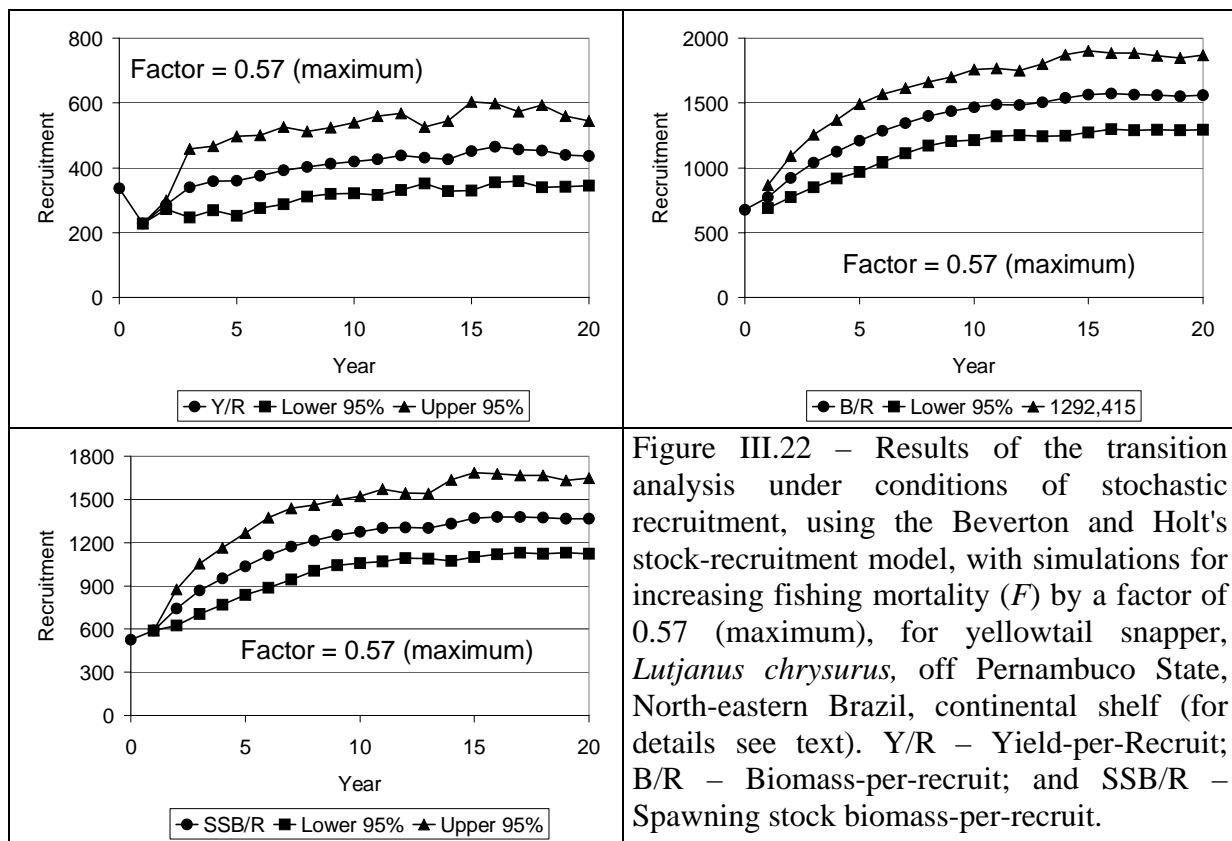 800
600
400
200
0
Recruitment
Factor = 0.57 (maximum)
0 5 10 15 20
Year
Y/R Lower 95% Upper 95%
2000
1500
1000
500
0
Recruitment
Factor = 0.57 (maximum)
0 5 10 15 20
Year
B/R Lower 95% 1292,415
1800
1500
1200
900
600
300
0
Recruitment
Factor = 0.57 (maximum)
0 5 10 15 20
Year
SSB/R Lower 95% Upper 95%
Figure III.22 – Results of the transition
analysis under conditions of stochastic
recruitment, using the Beverton and Holt's
stock-recruitment model, with simulations for
increasing fishing mortality (F) by a factor of
0.57 (maximum), for yellowtail snapper,
Lutjanus chrysurus, off Pernambuco State,
North-eastern Brazil, continental shelf (for
details see text). Y/R – Yield-per-Recruit;
B/R – Biomass-per-recruit; and SSB/R –
Spawning stock biomass-per-recruit.